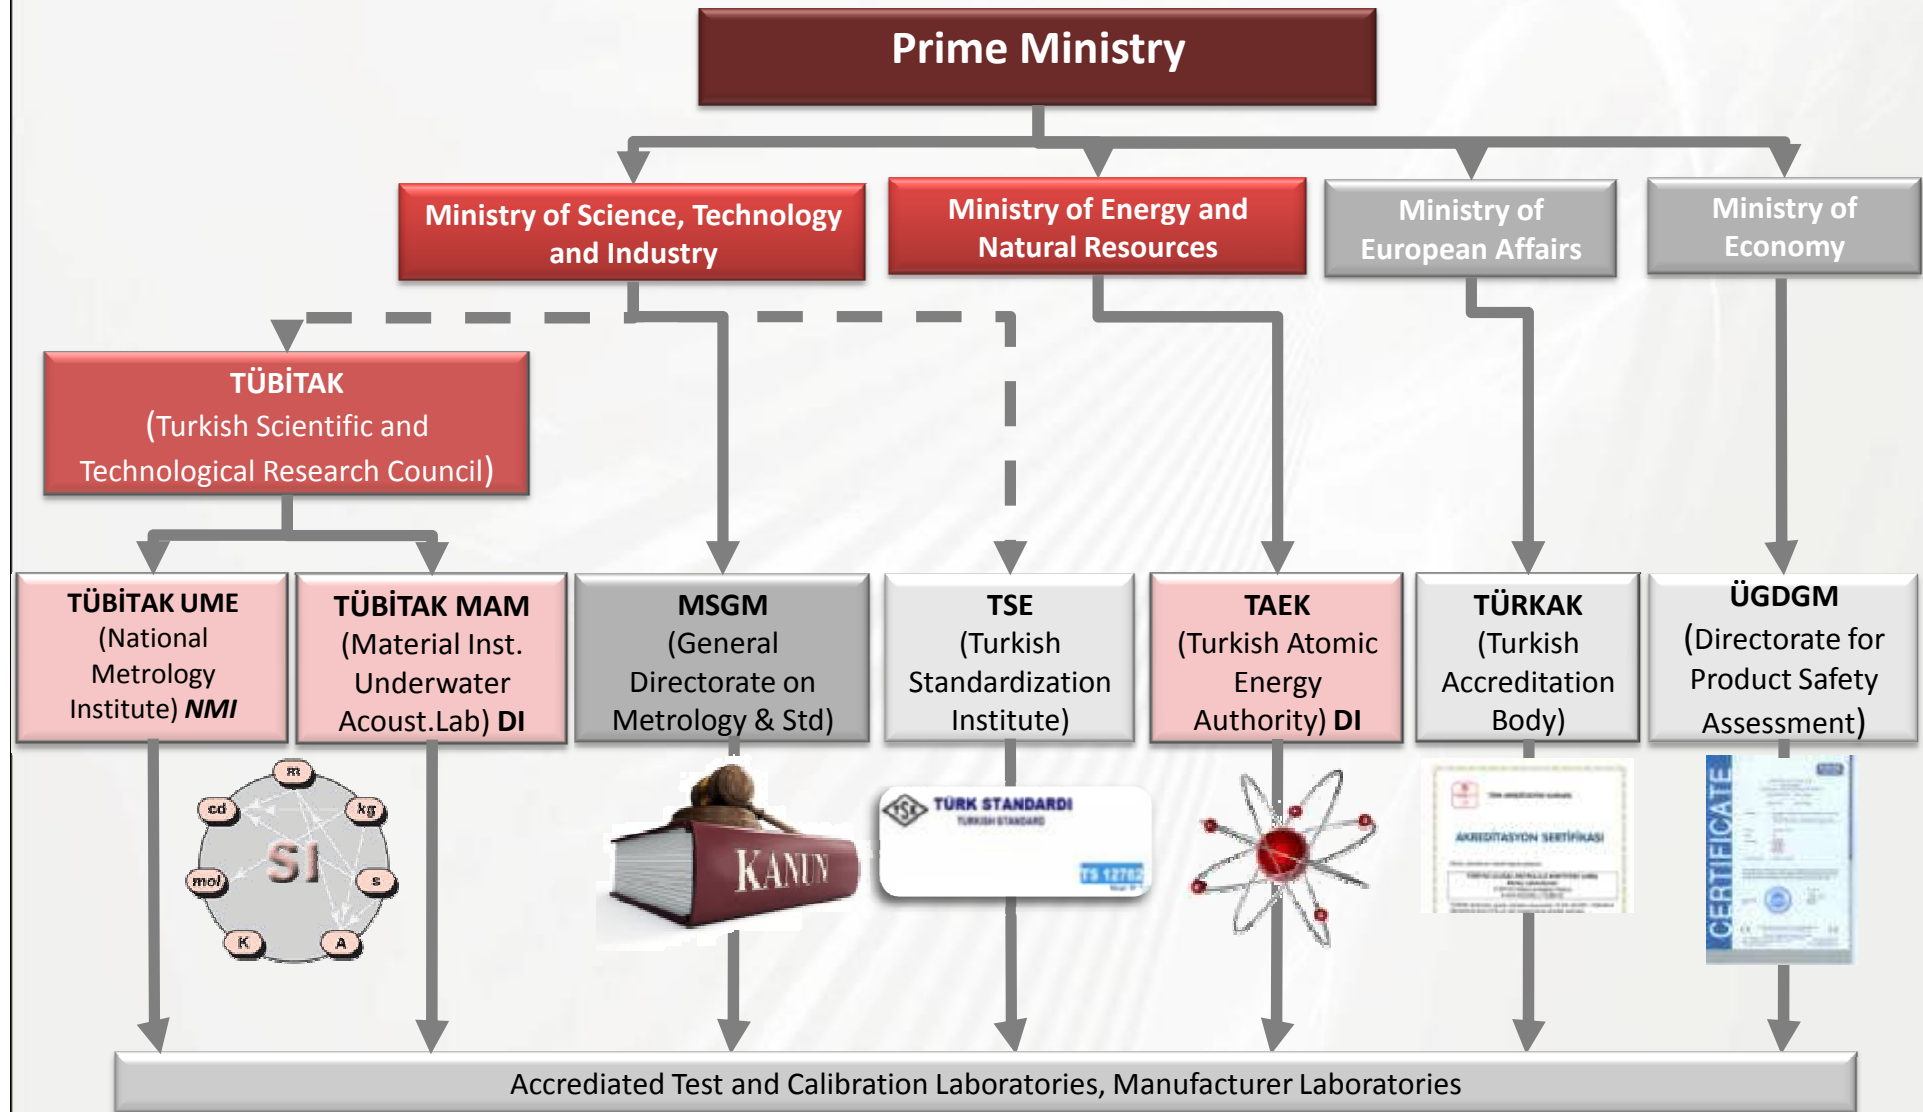 Prime Ministry
Ministry of Science, Technology
and Industry
Ministry of Energy and
Natural Resources
Ministry of
European Affairs
Ministry of
Economy
TÜBİTAK
(Turkish Scientific and
Technological Research Council)
TÜBİTAK UME
(National
Metrology
Institute) NMI
TÜBİTAK MAM
(Material Inst.
Underwater
Acoust.Lab) DI
MSGM
(General
Directorate on
Metrology & Std)
TSE
(Turkish
Standardization
Institute)
TAEK
(Turkish Atomic
Energy
Authority) DI
TÜRKAK
(Turkish
Accreditation
Body)
ÜGDGM
(Directorate for
Product Safety
Assessment)
m
cd
kg
SI
mol
s
K
A
KANUN
TÜRK STANDARDI
TURKISH STANDARD
TS 12782
AKREDİTASYON SERTİFİKASI
CERTIFICATE
Accrediated Test and Calibration Laboratories, Manufacturer Laboratories